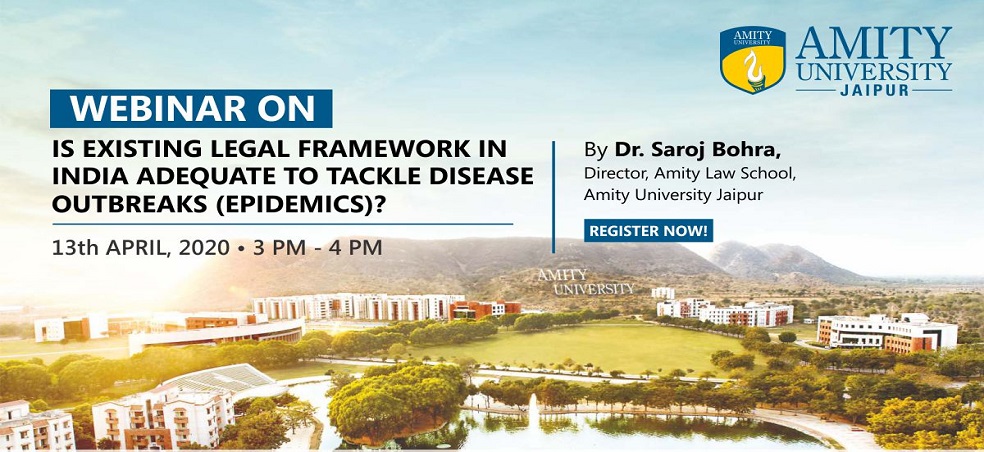 AMITY
UNIVERSITY
AMITY
UNIVERSITY
JAIPUR
WEBINAR ON
IS EXISTING LEGAL FRAMEWORK IN
INDIA ADEQUATE TO TACKLE DISEASE
OUTBREAKS (EPIDEMICS)?
13th APRIL, 2020 • 3 PM - 4 PM
By Dr. Saroj Bohra,
Director, Amity Law School,
Amity University Jaipur
REGISTER NOW!
AMITY
UNIVERSITY